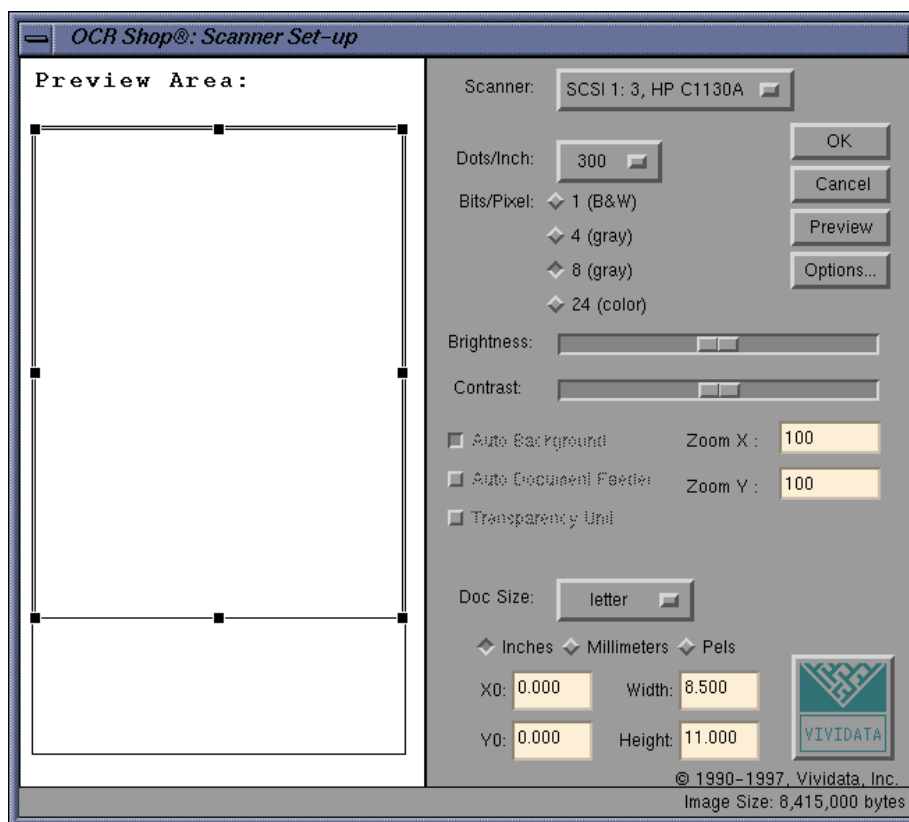 OCR Shop®: Scanner Set-up
Preview Area:
Scanner: SCSI 1: 3, HP C1130A
OK
Dots/Inch: 300
Cancel
Bits/Pixel: 1 (B&W)
Preview
4 (gray)
8 (gray)
Options...
24 (color)
Brightness:
Contrast:
Auto Background
Zoom X : 100
Auto Document Feeder
Zoom Y : 100
Transparency Unit
Doc Size: letter
Inches Millimeters Pels
X0: 0.000 Width: 8.500
Y0: 0.000 Height: 11.000
VIVIDATA
© 1990-1997, Vividata, Inc.
Image Size: 8,415,000 bytes